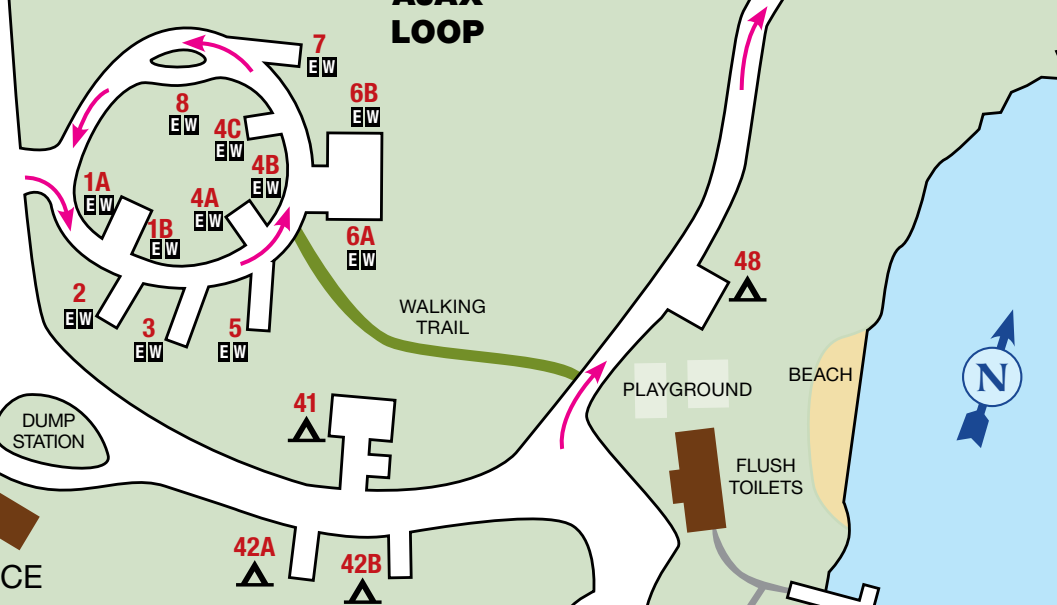 AJAX
LOOP
7
E W
6B
E W
8
E W
4C
E W
4B
E W
1A
E W
4A
E W
1B
E W
6A
E W
2
E W
3
E W
5
E W
WALKING
TRAIL
48
PLAYGROUND
BEACH
N
41
DUMP
STATION
FLUSH
TOILETS
42A
42B
CE